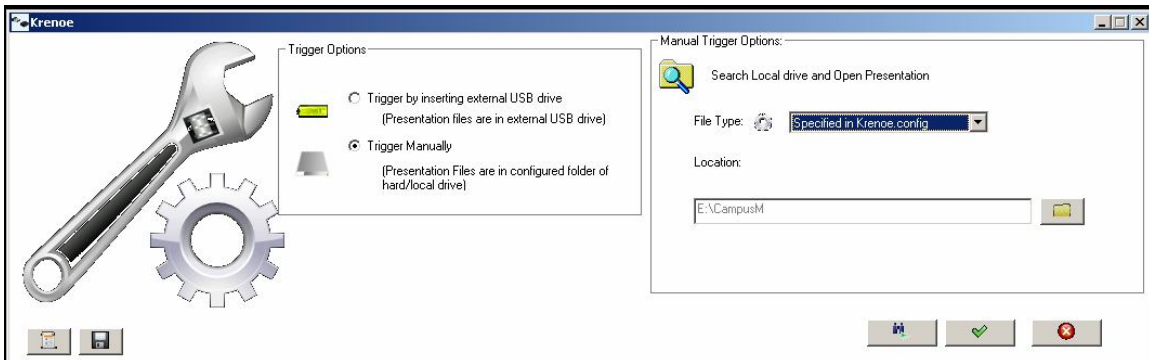 Krenoe
Trigger Options
Trigger by inserting external USB drive
(Presentation files are in external USB drive)
Trigger Manually
(Presentation Files are in configured folder of
hard/local drive)
Manual Trigger Options:
Search Local drive and Open Presentation
File Type: Specified in Krenoe.config
Location:
E:\CampusM